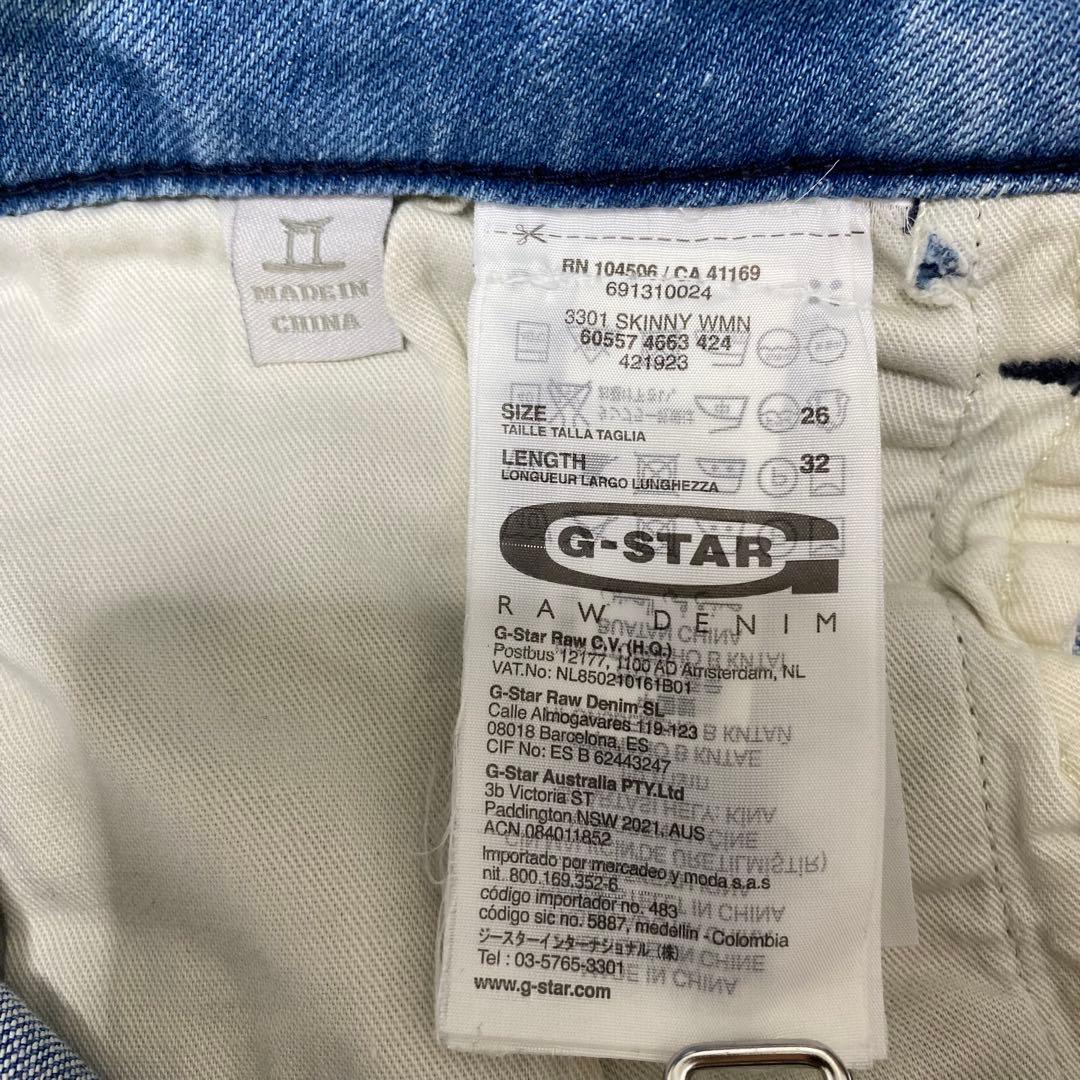 MADE IN
CHINA
RN 104506 / CA 41169
691310024
3301 SKINNY WMN
60557 4663 424
421923
SIZE 26
TAILLE TALLA TAGLIA
LENGTH 32
LONGUEUR LARGO LUNGHEZZA
G-STAR
RAW DENIM
G-Star Raw C.V. (H.Q.)
Postbus 12177, 1100 AD Amsterdam, NL
VAT.No: NL850210161B01
G-Star Raw Denim SL
Calle Almogavares 119-123
08018 Barcelona, ES
CIF No: ES B 62443247
G-Star Australia PTY.Ltd
3b Victoria ST
Paddington NSW 2021, AUS
ACN 084011852
Importado por mercadeo y moda s.a.s
nit. 800.169.352-6
código importador no. 483
código sic no. 5887, medellin - Colombia
ジースターインターナショナル（株）
Tel : 03-5765-3301
www.g-star.com